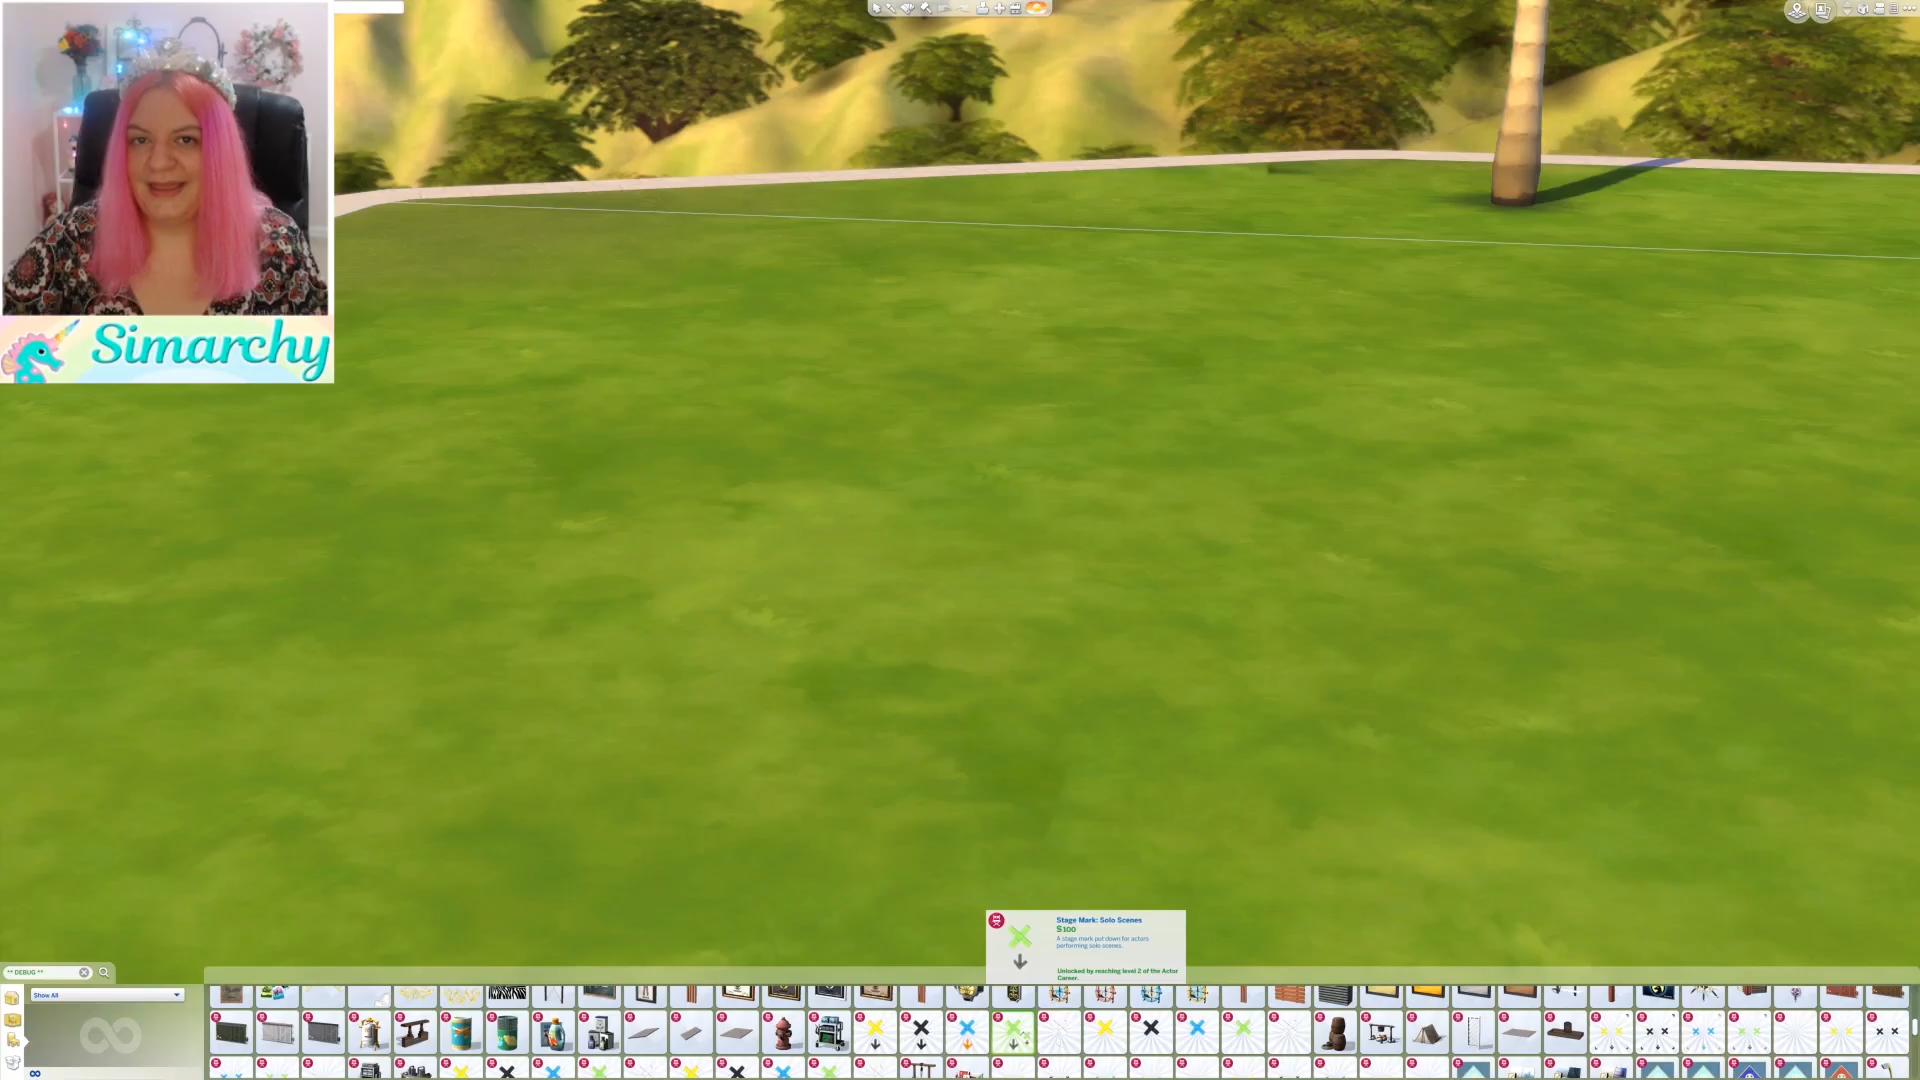 Simarchy
Stage Mark: Solo Scenes
§100
A stage mark put down for actors
performing solo scenes.
Unlocked by reaching level 2 of the Actor
Career.
** DEBUG **
Show All